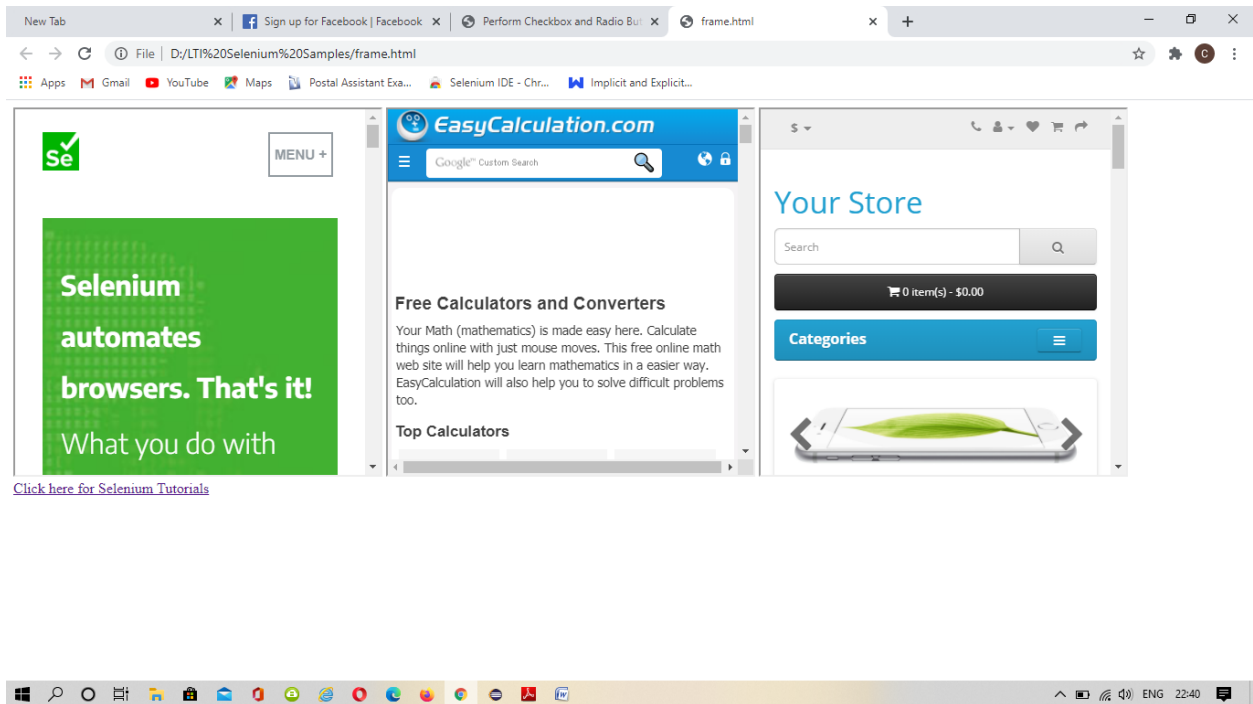 New Tab
Sign up for Facebook | Facebook
Perform Checkbox and Radio But
frame.html
File | D:/LTI%20Selenium%20Samples/frame.html
C
Apps
Gmail
YouTube
Maps
Postal Assistant Exa...
Selenium IDE - Chr...
Implicit and Explicit...
Se
MENU +
Selenium
automates
browsers. That's it!
What you do with
EasyCalculation.com
Google™ Custom Search
Free Calculators and Converters
Your Math (mathematics) is made easy here. Calculate
things online with just mouse moves. This free online math
web site will help you learn mathematics in a easier way.
EasyCalculation will also help you to solve difficult problems
too.
Top Calculators
$
Your Store
Search
0 item(s) - $0.00
Categories
Click here for Selenium Tutorials
ENG
22:40